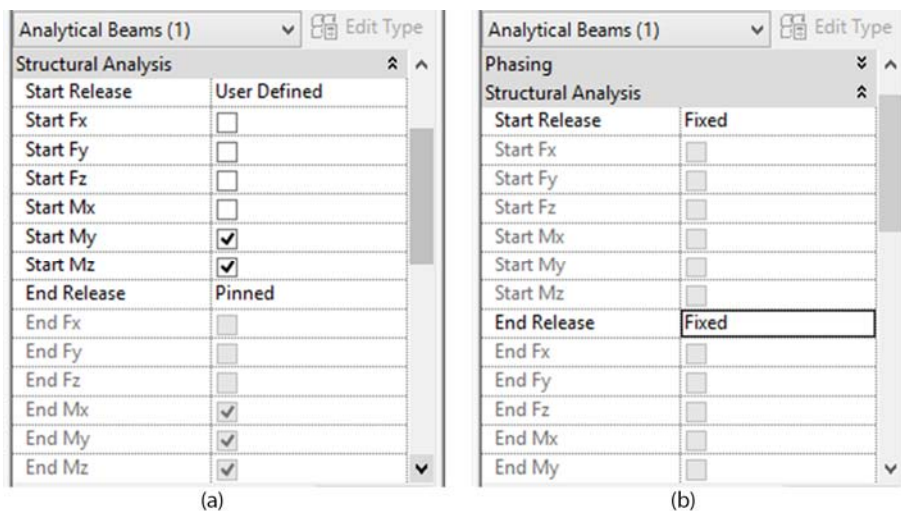 Analytical Beams (1) Edit Type
Structural Analysis
Start Release User Defined
Start Fx
Start Fy
Start Fz
Start Mx
Start My
Start Mz
End Release Pinned
End Fx
End Fy
End Fz
End Mx
End My
End Mz
(a)
Analytical Beams (1) Edit Type
Phasing
Structural Analysis
Start Release Fixed
Start Fx
Start Fy
Start Fz
Start Mx
Start My
Start Mz
End Release Fixed
End Fx
End Fy
End Fz
End Mx
End My
(b)